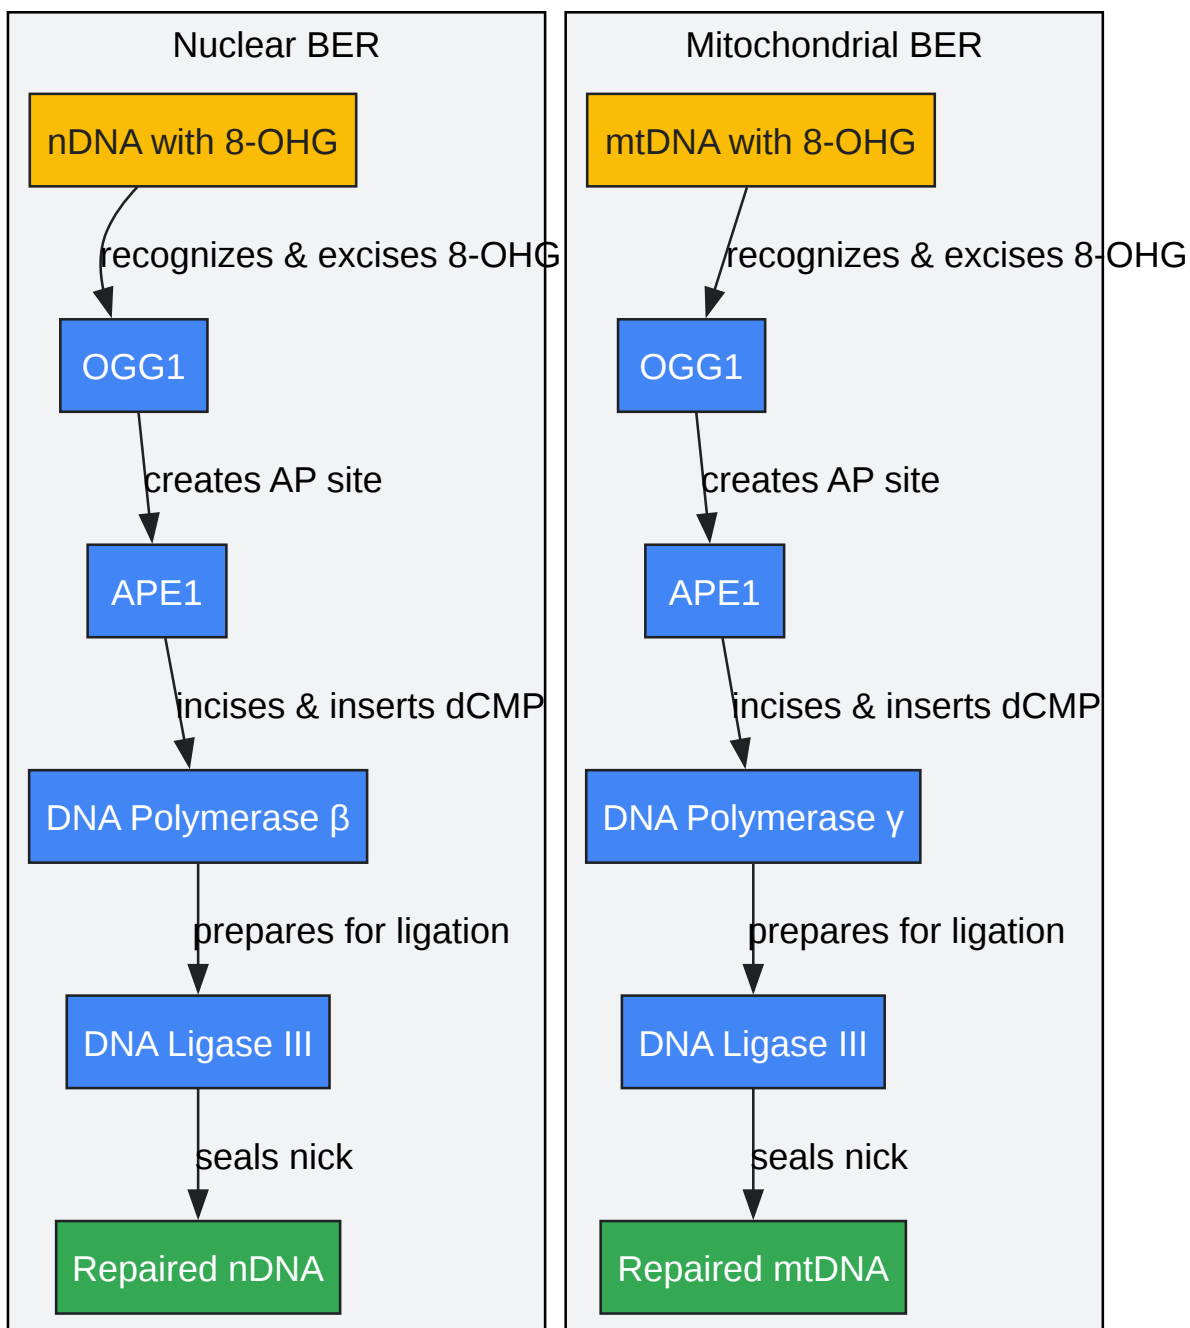 Nuclear BER
nDNA with 8-OHG
recognizes & excises 8-OHG
OGG1
creates AP site
APE1
incises & inserts dCMP
DNA Polymerase β
prepares for ligation
DNA Ligase III
seals nick
Repaired nDNA
Mitochondrial BER
mtDNA with 8-OHG
recognizes & excises 8-OHG
OGG1
creates AP site
APE1
incises & inserts dCMP
DNA Polymerase γ
prepares for ligation
DNA Ligase III
seals nick
Repaired mtDNA